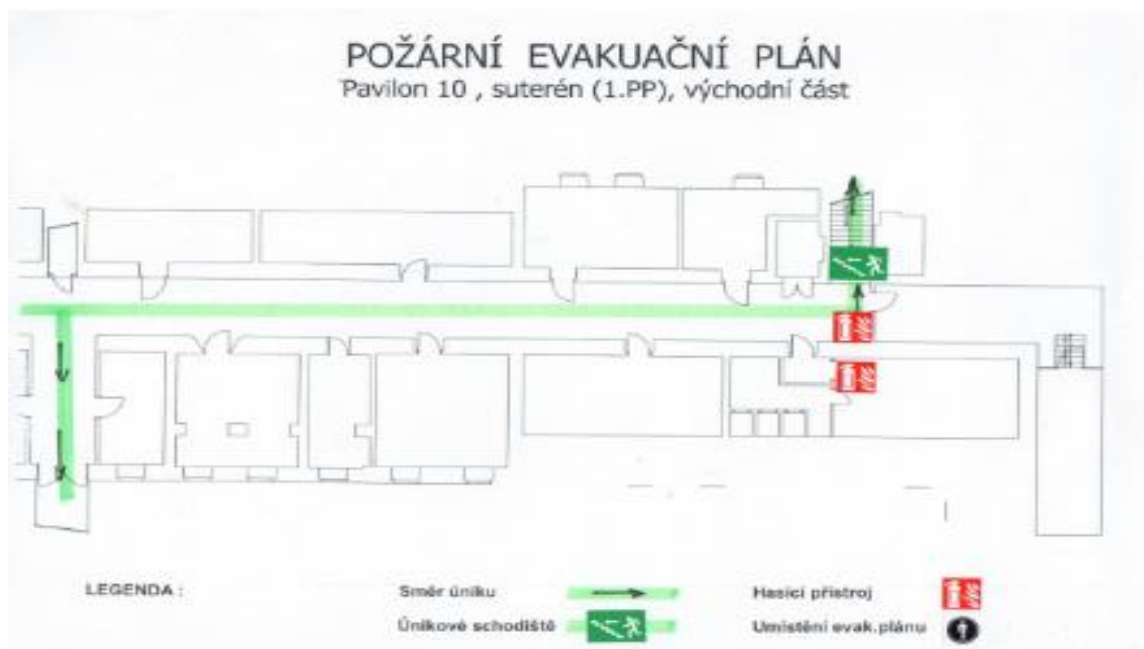 POŽÁRNÍ EVAKUAČNÍ PLÁN
Pavilon 10 , suterén (1.PP), východní část
LEGENDA :
Směr úniku
Hasicí přístroj
Únikové schodiště
Umístění evak.plánu